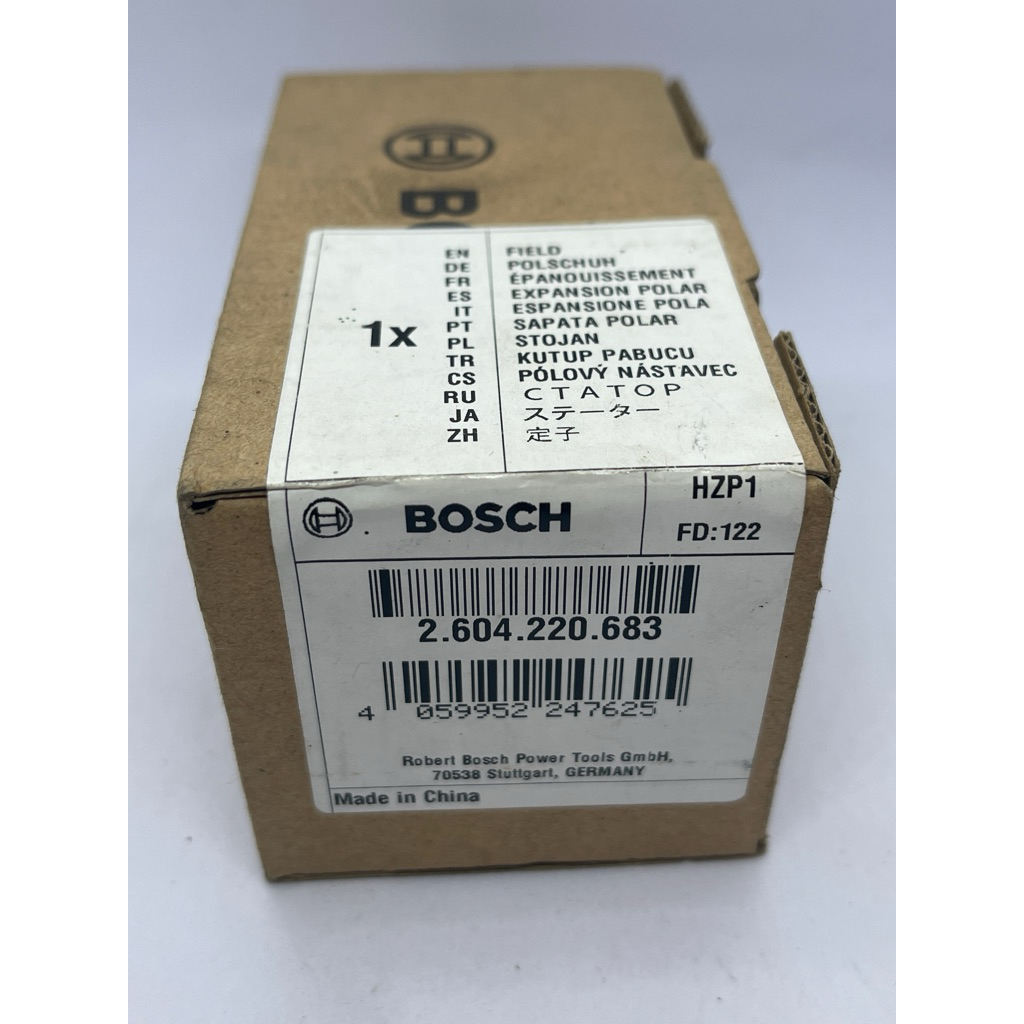 BO
1x
EN FIELD
DE POLSCHUH
FR ÉPANOUISSEMENT
ES EXPANSION POLAR
IT ESPANSIONE POLA
PT SAPATA POLAR
PL STOJAN
TR KUTUP PABUCU
CS PÓLOVÝ NÁSTAVEC
RU СТАТОР
JA ステーター
ZH 定子
BOSCH
HZP1
FD:122
2.604.220.683
4 059952 247625
Robert Bosch Power Tools GmbH,
70538 Stuttgart, GERMANY
Made in China